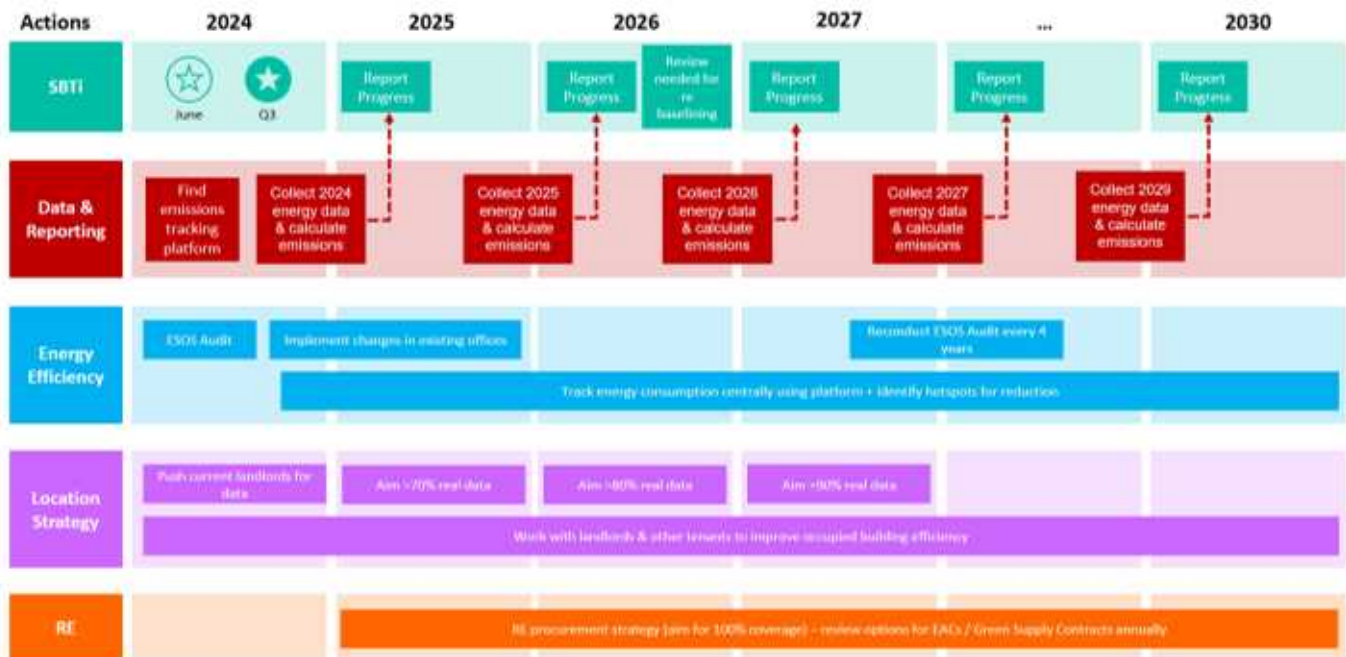 Actions 2024 2025 2026 2027 ... 2030
SBTi
June
Q3
Report
Progress
Report
Progress
Review
needed for
re
baselining
Report
Progress
Report
Progress
Report
Progress
Data &
Reporting
Find
emissions
tracking
platform
Collect 2024
energy data
& calculate
emissions
Collect 2025
energy data
& calculate
emissions
Collect 2026
energy data
& calculate
emissions
Collect 2027
energy data
& calculate
emissions
Collect 2029
energy data
& calculate
emissions
Energy
Efficiency
ESOS Audit
Implement changes in existing offices
Reconduct ESOS Audit every 4
years
Track energy consumption centrally using platform + identify hotspots for reduction
Location
Strategy
Push current landlords for
data
Aim >70% real data
Aim >80% real data
Aim >90% real data
Work with landlords & other tenants to improve occupied building efficiency
RE
RE procurement strategy (aim for 100% coverage) – review options for EACs / Green Supply Contracts annually